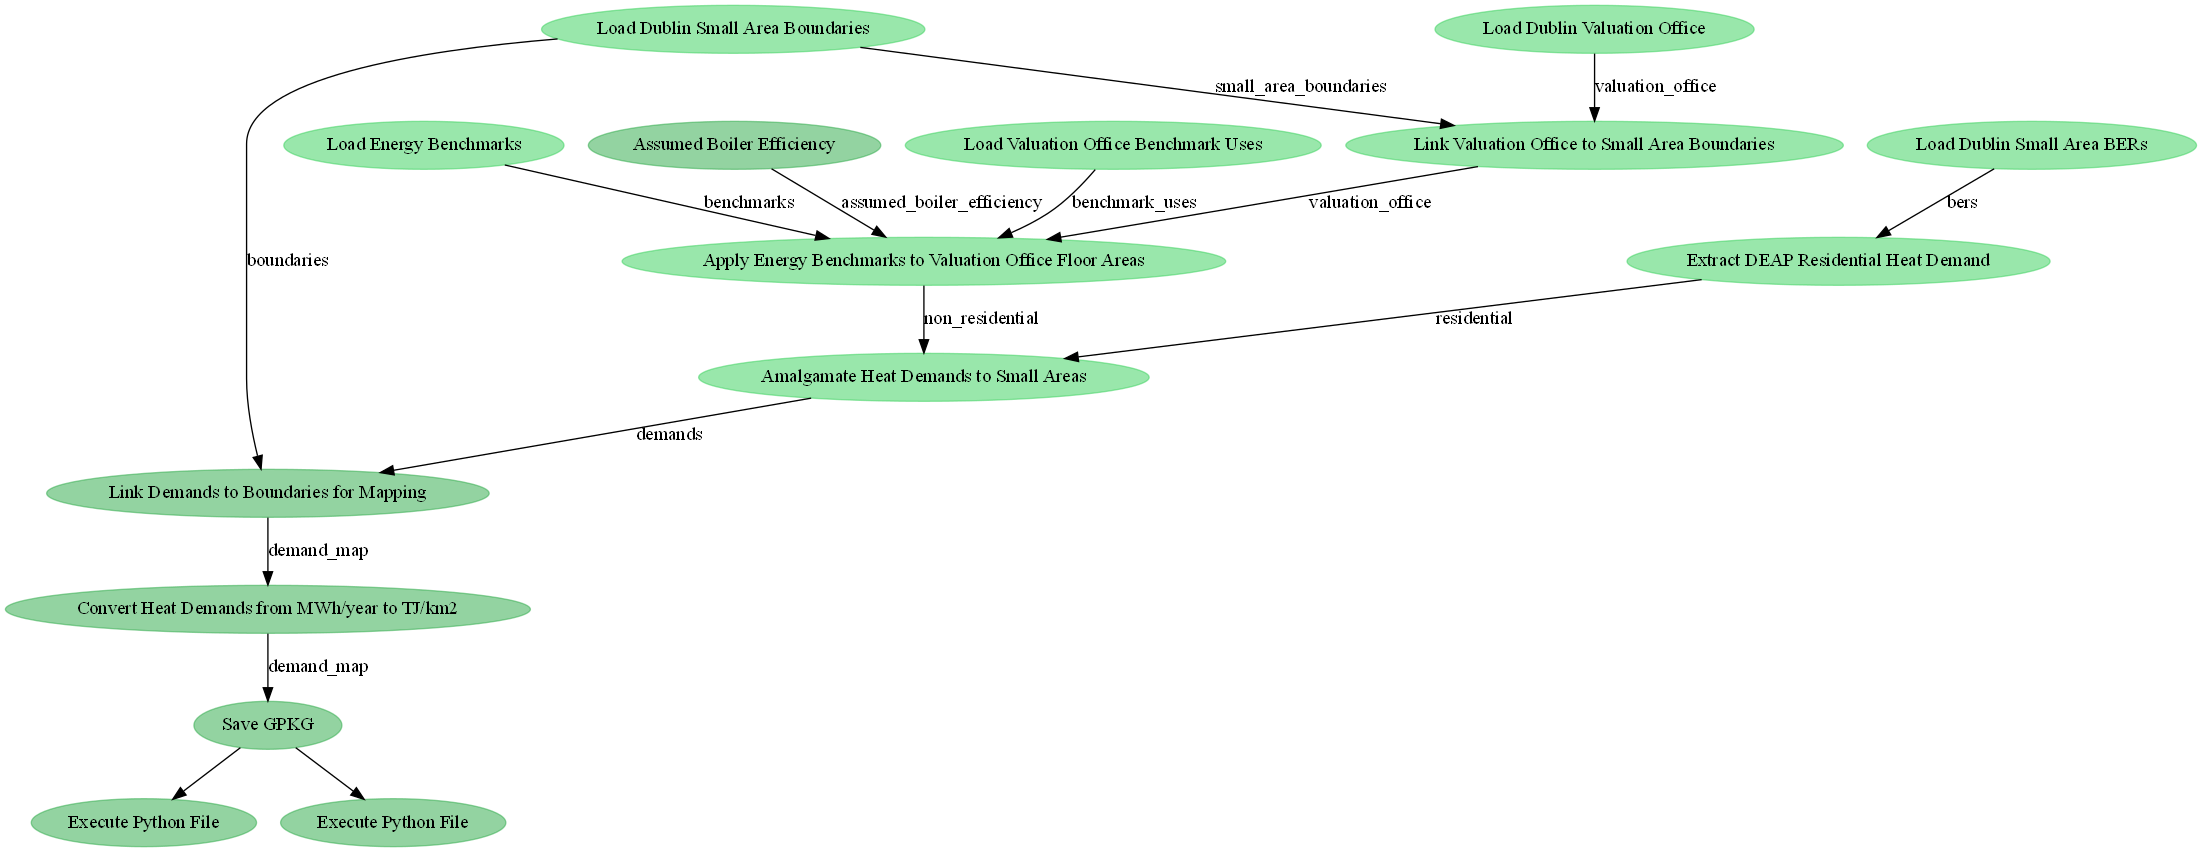 Load Dublin Small Area Boundaries
Load Dublin Valuation Office
small_area_boundaries
valuation_office
Load Energy Benchmarks
Assumed Boiler Efficiency
Load Valuation Office Benchmark Uses
Link Valuation Office to Small Area Boundaries
Load Dublin Small Area BERs
benchmarks
assumed_boiler_efficiency
benchmark_uses
valuation_office
bers
boundaries
Apply Energy Benchmarks to Valuation Office Floor Areas
Extract DEAP Residential Heat Demand
non_residential
residential
Amalgamate Heat Demands to Small Areas
demands
Link Demands to Boundaries for Mapping
demand_map
Convert Heat Demands from MWh/year to TJ/km2
demand_map
Save GPKG
Execute Python File
Execute Python File